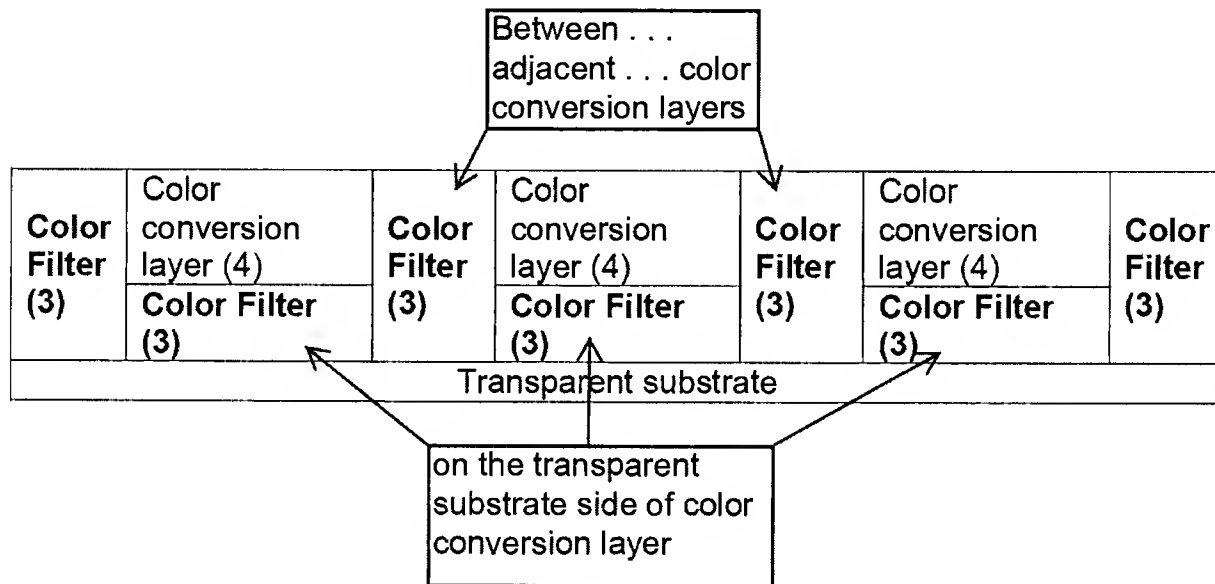 Between . . .
adjacent . . . color
conversion layers
Color
Filter
(3)
Color
conversion
layer (4)
Color Filter
(3)
Color
Filter
(3)
Color
conversion
layer (4)
Color Filter
(3)
Color
Filter
(3)
Color
conversion
layer (4)
Color Filter
(3)
Color
Filter
(3)
Transparent substrate
on the transparent
substrate side of color
conversion layer